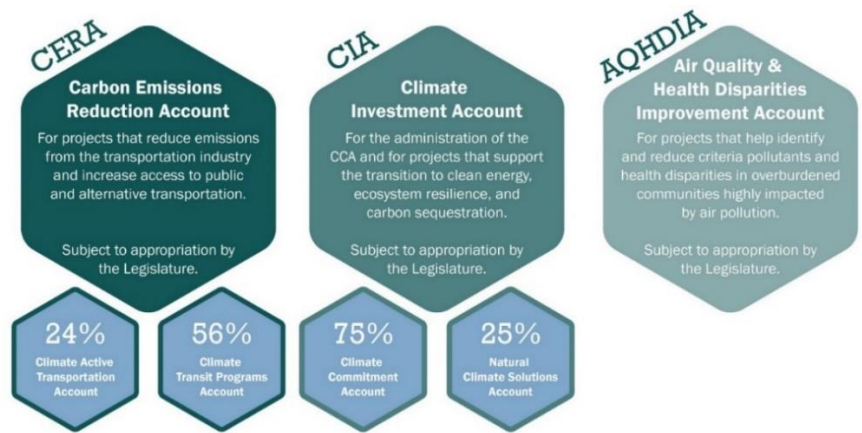 CERA
Carbon Emissions
Reduction Account
For projects that reduce emissions
from the transportation industry
and increase access to public
and alternative transportation.
Subject to appropriation by
the Legislature.
24%
Climate Active
Transportation
Account
56%
Climate
Transit Programs
Account
CIA
Climate
Investment Account
For the administration of the
CCA and for projects that support
the transition to clean energy,
ecosystem resilience, and
carbon sequestration.
Subject to appropriation by
the Legislature.
75%
Climate
Commitment
Account
25%
Natural
Climate Solutions
Account
AQHDIA
Air Quality &
Health Disparities
Improvement Account
For projects that help identify
and reduce criteria pollutants and
health disparities in overburdened
communities highly impacted
by air pollution.
Subject to appropriation by
the Legislature.